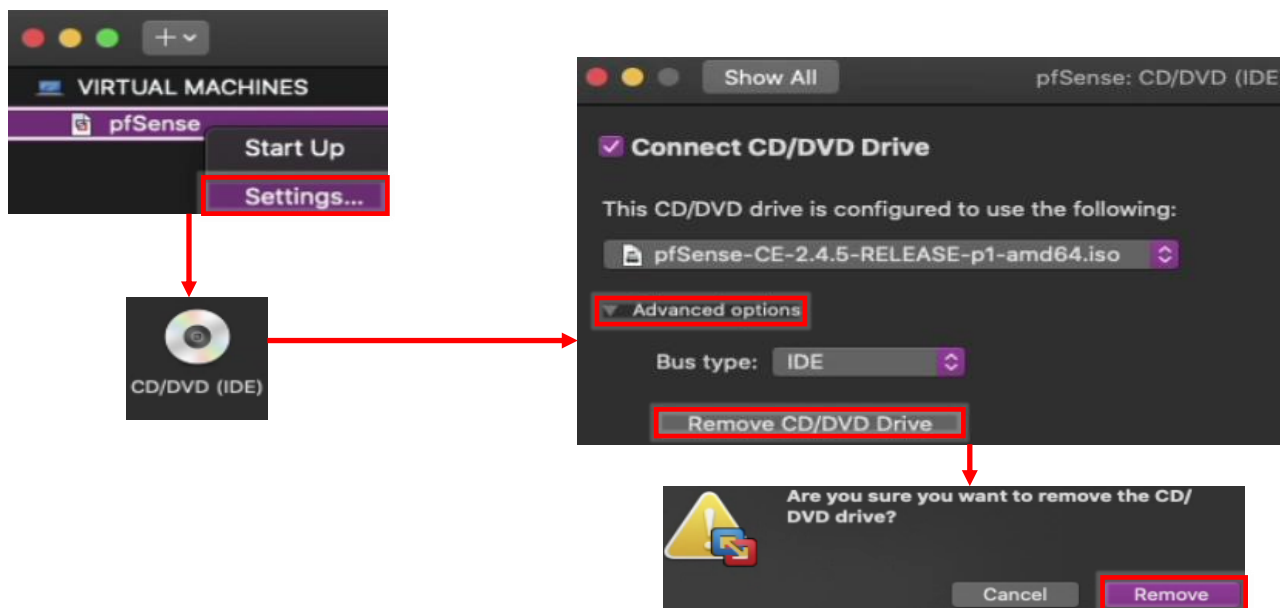 VIRTUAL MACHINES
pfSense
Start Up
Settings...
CD/DVD (IDE)
Show All
pfSense: CD/DVD (IDE
Connect CD/DVD Drive
This CD/DVD drive is configured to use the following:
pfSense-CE-2.4.5-RELEASE-p1-amd64.iso
Advanced options
Bus type: IDE
Remove CD/DVD Drive
Are you sure you want to remove the CD/
DVD drive?
Cancel Remove